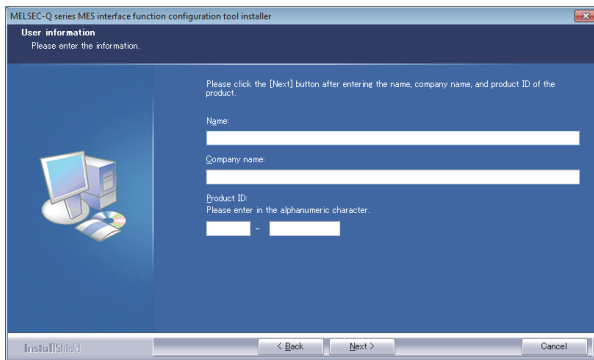 MELSEC-Q series MES interface function configuration tool installer
User information
Please enter the information.
Please click the [Next] button after entering the name, company name, and product ID of the
product.
Name:
Company name:
Product ID:
Please enter in the alphanumeric character.
-
InstallShield
< Back
Next >
Cancel